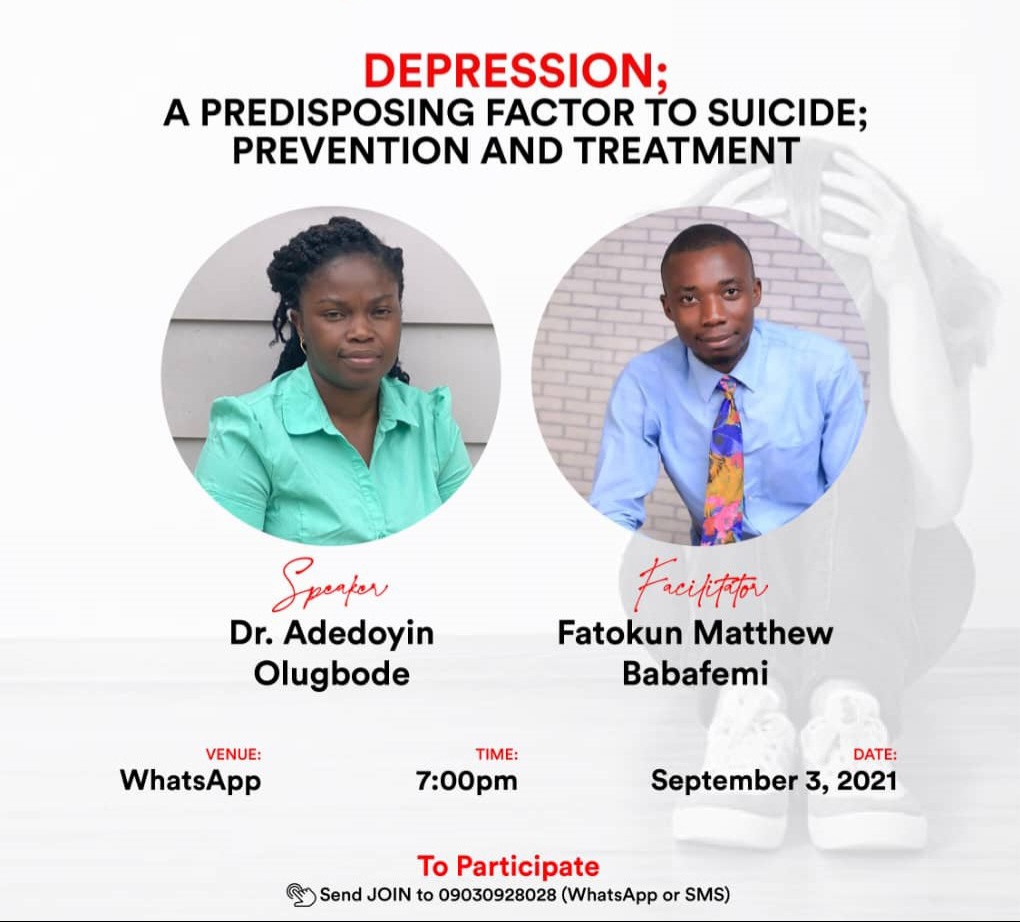 DEPRESSION;
A PREDISPOSING FACTOR TO SUICIDE;
PREVENTION AND TREATMENT
Speaker
Dr. Adedoyin
Olugbode
Facilitator
Fatokun Matthew
Babafemi
VENUE:
WhatsApp
TIME:
7:00pm
DATE:
September 3, 2021
To Participate
Send JOIN to 09030928028 (WhatsApp or SMS)